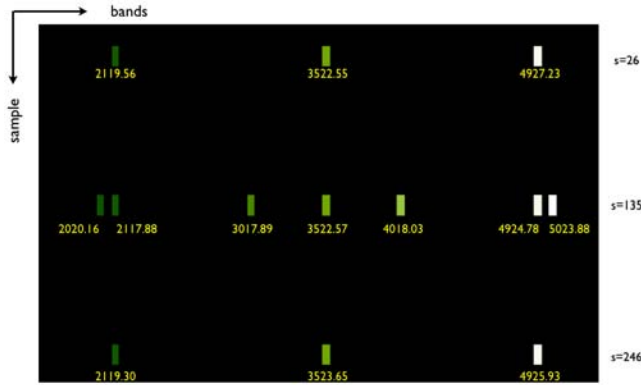 bands
sample
2119.56 3522.55 4927.23
s=26
2020.16 2117.88 3017.89 3522.57 4018.03 4924.78 5023.88
s=135
2119.30 3523.65 4925.93
s=246